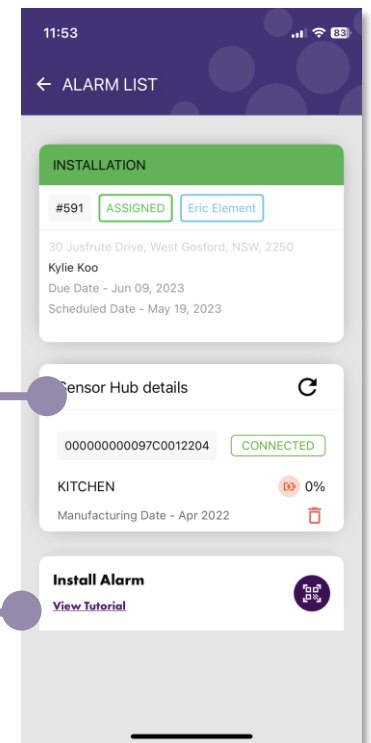 11:53
83
ALARM LIST
INSTALLATION
#591 ASSIGNED Eric Element
30 Jusfrute Drive, West Gosford, NSW, 2250
Kylie Koo
Due Date - Jun 09, 2023
Scheduled Date - May 19, 2023
Sensor Hub details
000000000097C0012204 CONNECTED
KITCHEN 0%
Manufacturing Date - Apr 2022
Install Alarm
View Tutorial